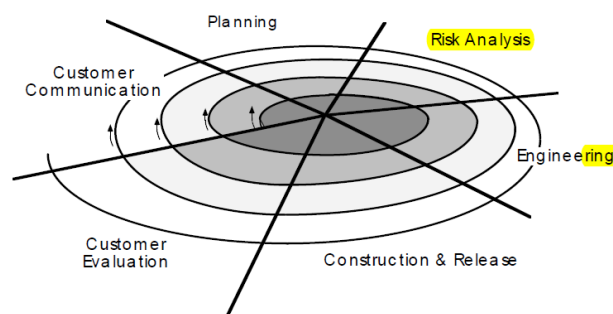 Planning
Risk Analysis
Customer
Communication
Engineering
Customer
Evaluation
Construction & Release